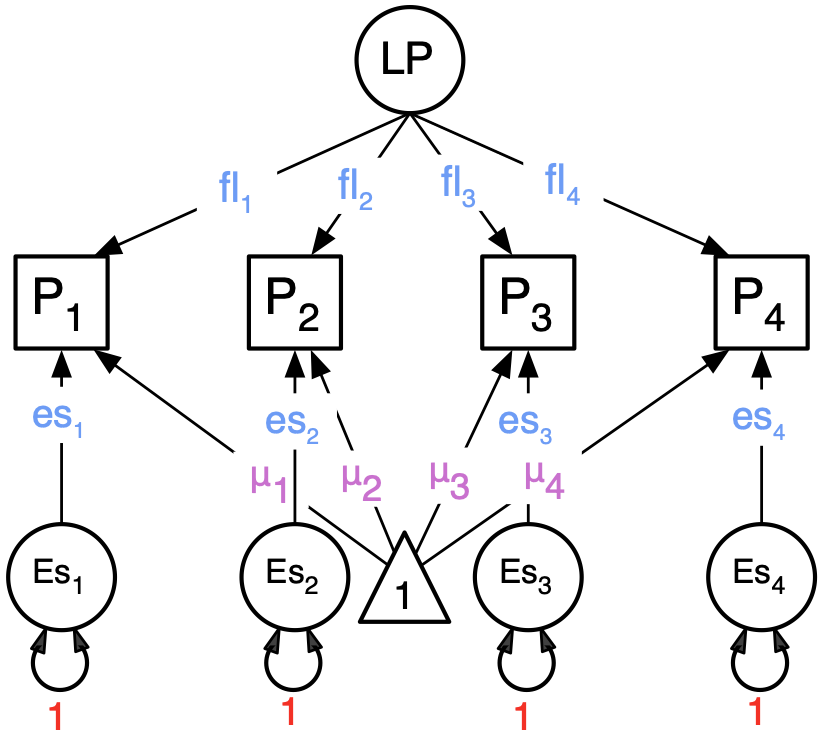 LP
fl₁ fl₂ fl₃ fl₄
P₁ P₂ P₃ P₄
es₁ es₂ es₃ es₄
μ₁ μ₂ μ₃ μ₄
Es₁ Es₂ 1 Es₃ Es₄
1 1 1 1